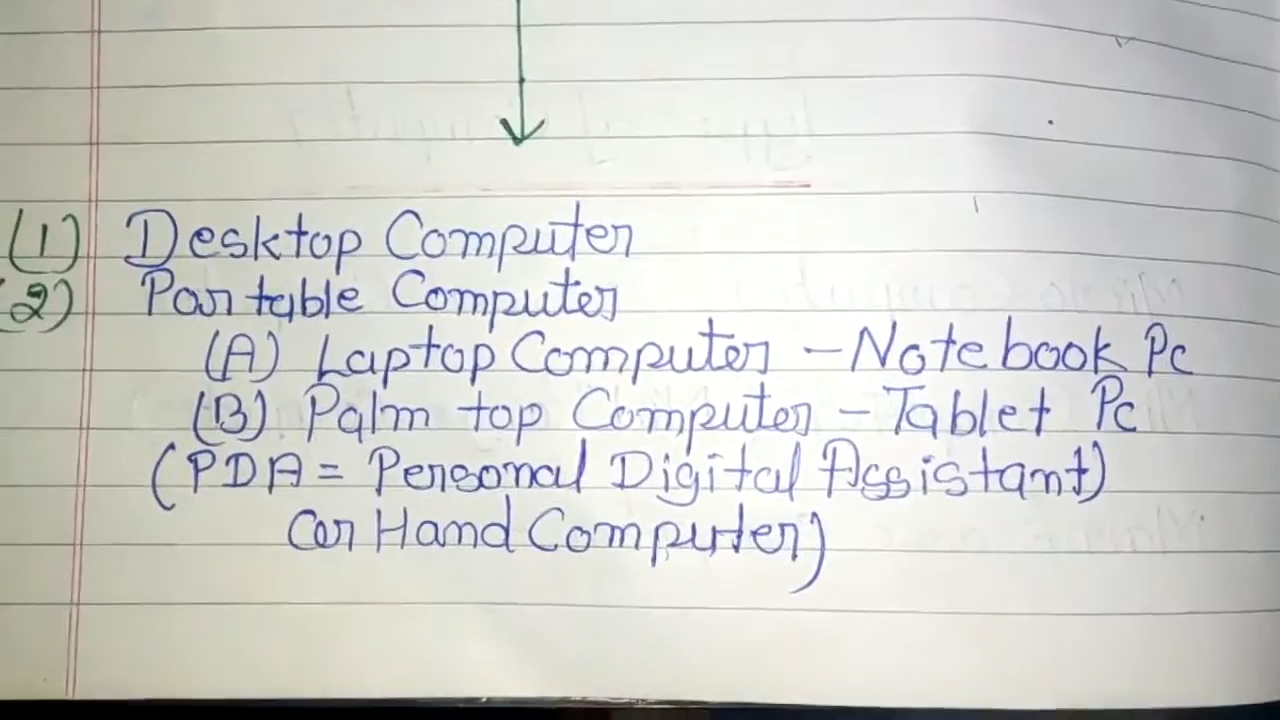 (1) Desktop Computer
(2) Portable Computer
(A) Laptop Computer - Notebook Pc
(B) Palm top Computer - Tablet Pc
(PDA = Personal Digital Assistant)
(or Hand Computer)